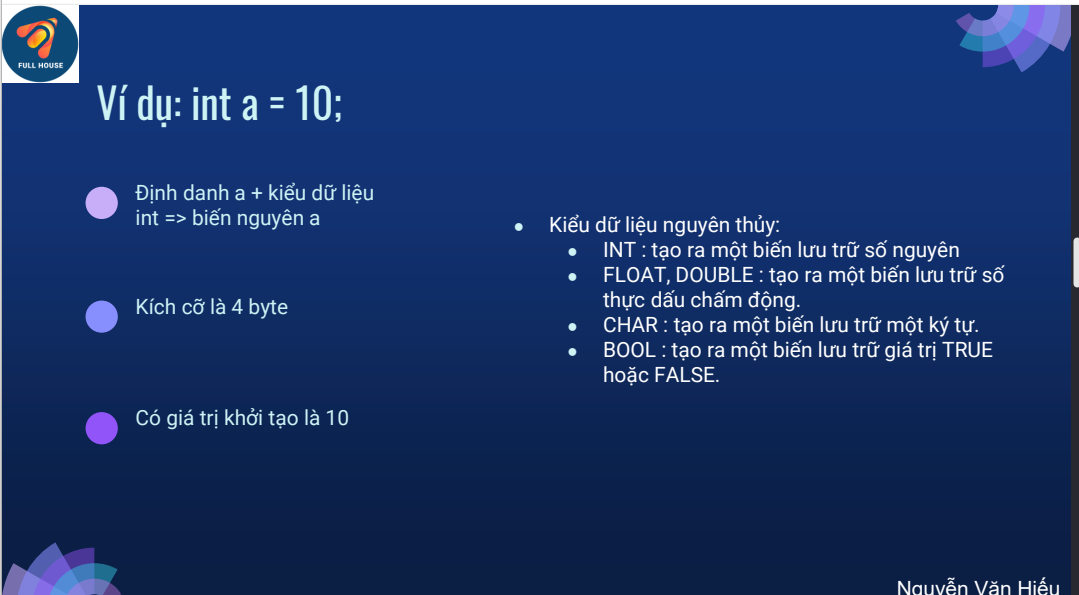 FULL HOUSE
Ví dụ: int a = 10;
Định danh a + kiểu dữ liệu
int => biến nguyên a
Kích cỡ là 4 byte
Có giá trị khởi tạo là 10
Kiểu dữ liệu nguyên thủy:
INT : tạo ra một biến lưu trữ số nguyên
FLOAT, DOUBLE : tạo ra một biến lưu trữ số
thực dấu chấm động.
CHAR : tạo ra một biến lưu trữ một ký tự.
BOOL : tạo ra một biến lưu trữ giá trị TRUE
hoặc FALSE.
Nguyễn Văn Hiếu